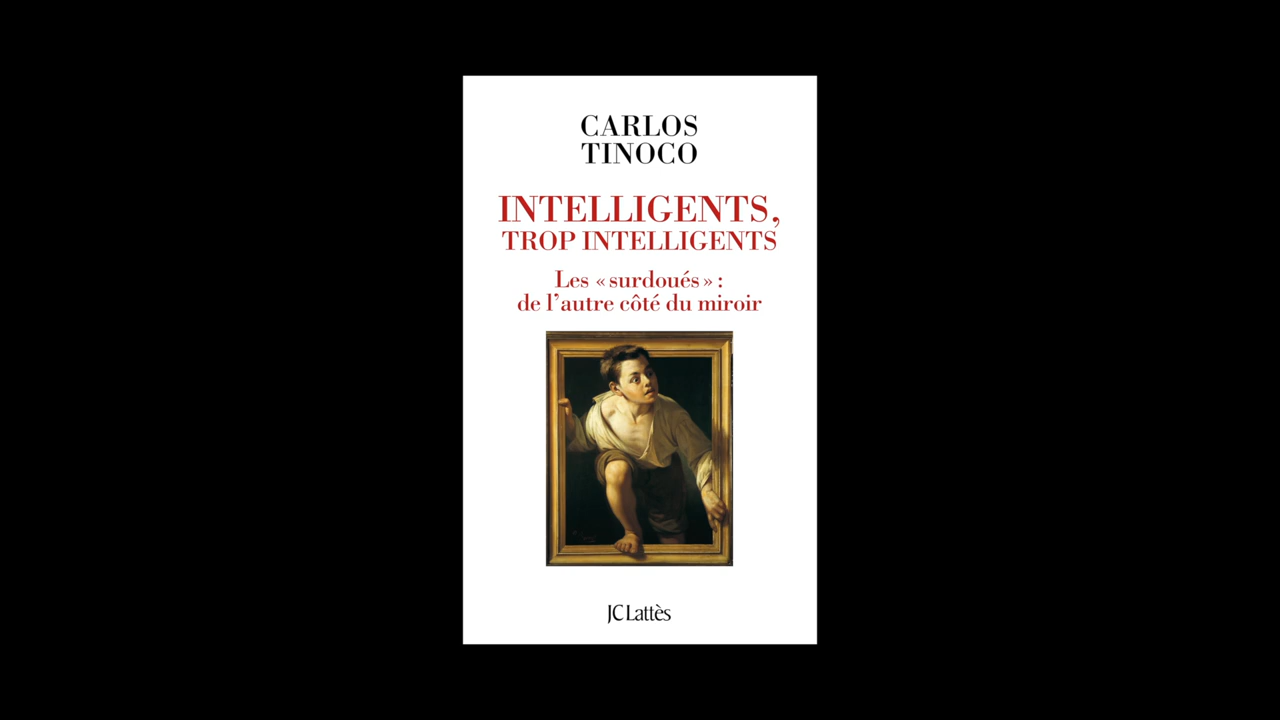 CARLOS
TINOCO
INTELLIGENTS,
TROP INTELLIGENTS
Les « surdoués » :
de l’autre côté du miroir
JC Lattès